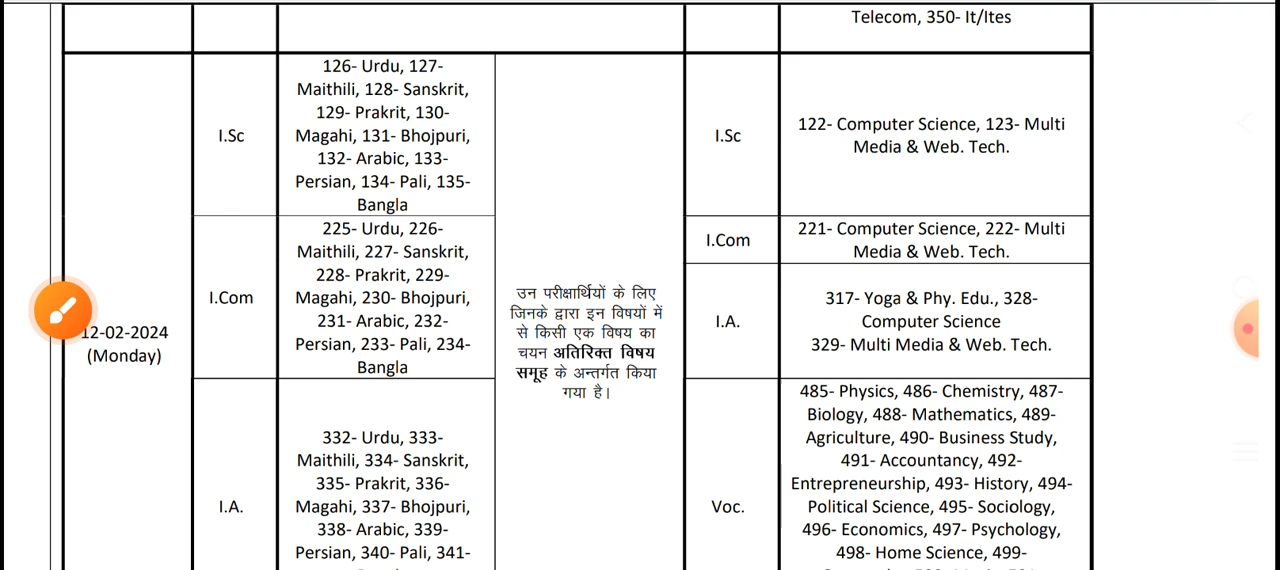 Telecom, 350- It/Ites
12-02-2024
(Monday)
I.Sc
126- Urdu, 127-
Maithili, 128- Sanskrit,
129- Prakrit, 130-
Magahi, 131- Bhojpuri,
132- Arabic, 133-
Persian, 134- Pali, 135-
Bangla
I.Com
225- Urdu, 226-
Maithili, 227- Sanskrit,
228- Prakrit, 229-
Magahi, 230- Bhojpuri,
231- Arabic, 232-
Persian, 233- Pali, 234-
Bangla
I.A.
332- Urdu, 333-
Maithili, 334- Sanskrit,
335- Prakrit, 336-
Magahi, 337- Bhojpuri,
338- Arabic, 339-
Persian, 340- Pali, 341-
उन परीक्षार्थियों के लिए
जिनके द्वारा इन विषयों में
से किसी एक विषय का
चयन अतिरिक्त विषय
समूह के अन्तर्गत किया
गया है।
I.Sc
122- Computer Science, 123- Multi
Media & Web. Tech.
I.Com
221- Computer Science, 222- Multi
Media & Web. Tech.
I.A.
317- Yoga & Phy. Edu., 328-
Computer Science
329- Multi Media & Web. Tech.
Voc.
485- Physics, 486- Chemistry, 487-
Biology, 488- Mathematics, 489-
Agriculture, 490- Business Study,
491- Accountancy, 492-
Entrepreneurship, 493- History, 494-
Political Science, 495- Sociology,
496- Economics, 497- Psychology,
498- Home Science, 499-